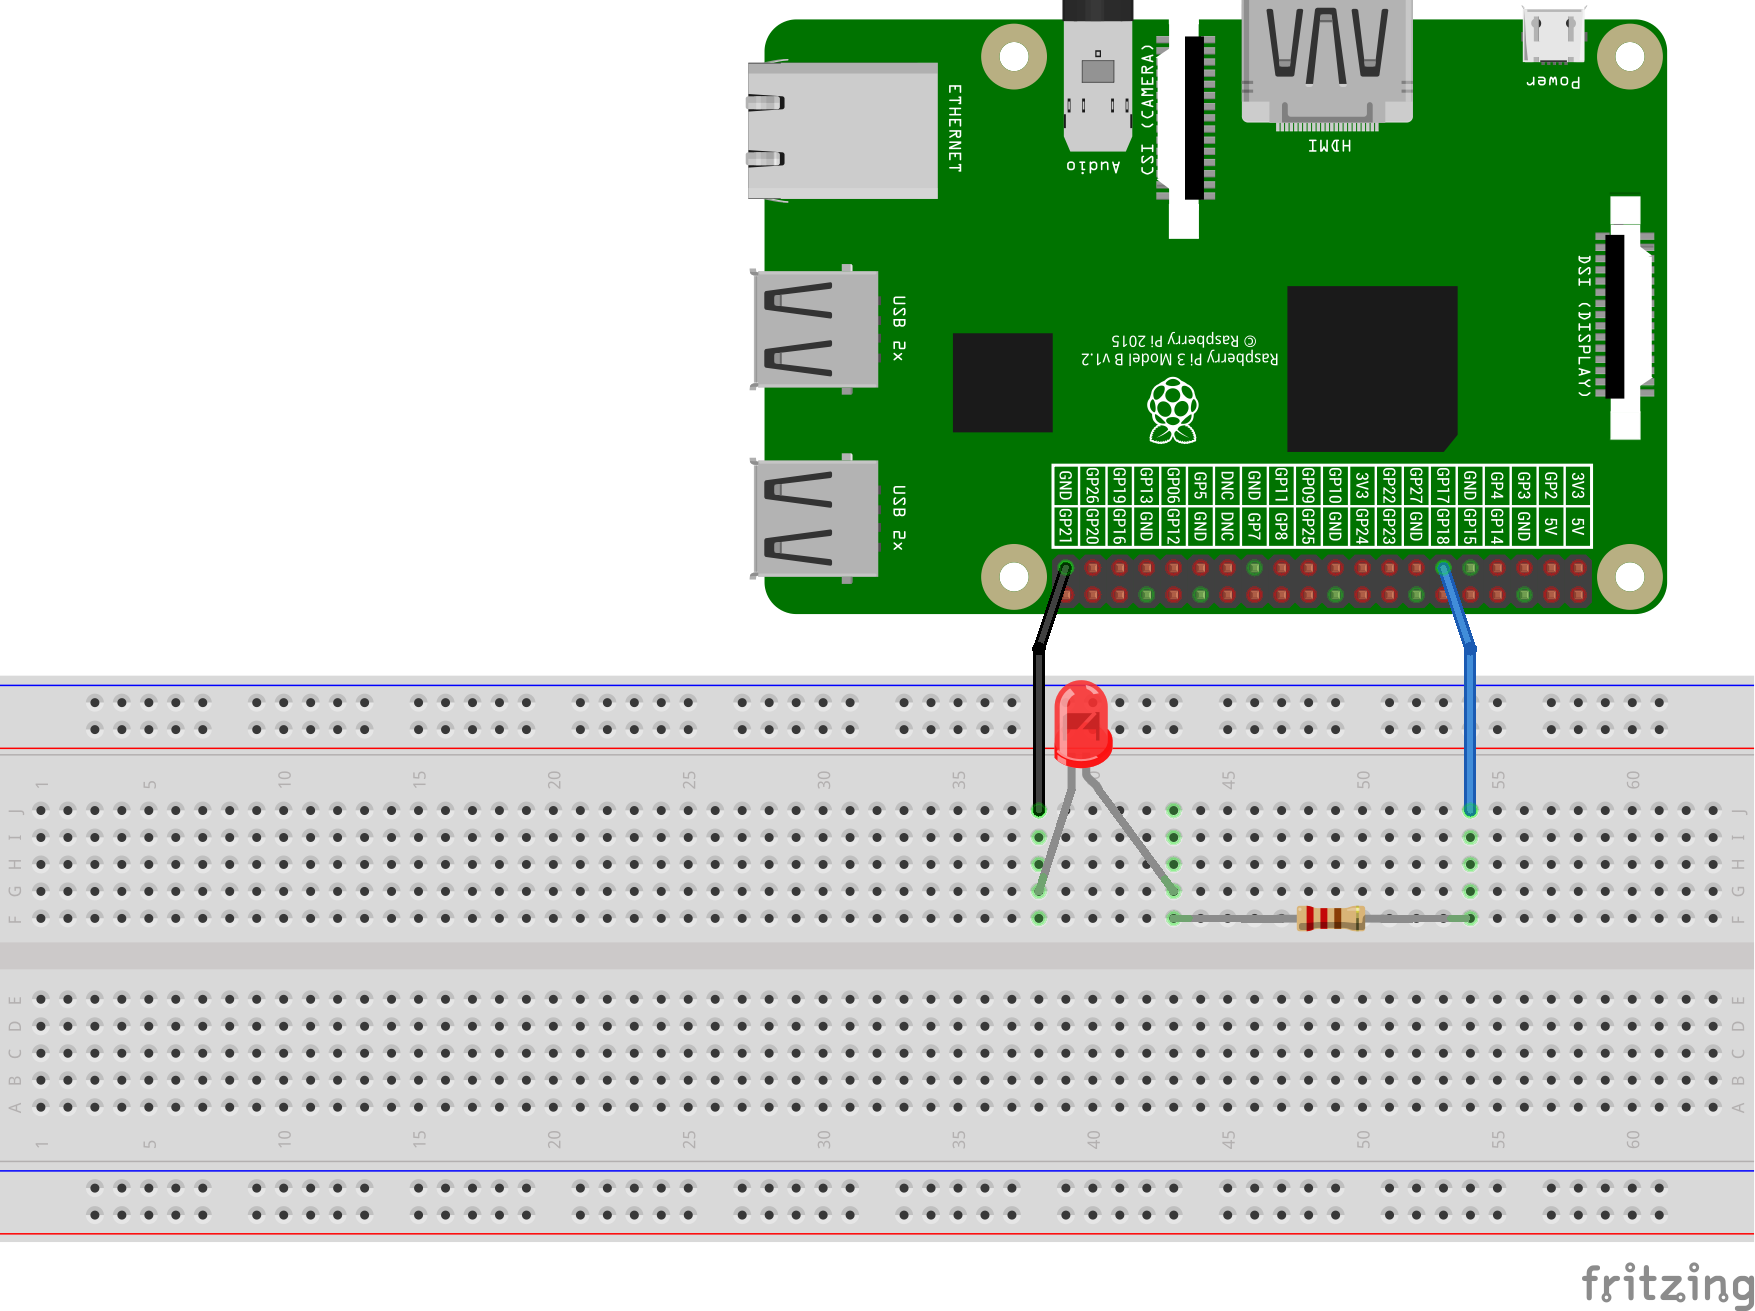 ETHERNET
Audio
CSI (CAMERA)
HDMI
Power
USB 2x
DSI (DISPLAY)
Raspberry Pi 3 Model B v1.2
© Raspberry Pi 2015
USB 2x
GND GP26 GP19 GP13 GP06 GP5 DNC GND GP11 GP09 GP10 3V3 GP22 GP27 GP17 GND GP4 GP3 GP2 3V3
GP21 GP20 GP16 GND GP12 GND DNC GP7 GP8 GP25 GND GP24 GP23 GND GP18 GP15 GP14 GND 5V 5V
1 5 10 15 20 25 30 35 40 45 50 55 60
J J
I I
H H
G G
F F
E E
D D
C C
B B
A A
1 5 10 15 20 25 30 35 40 45 50 55 60
fritzing